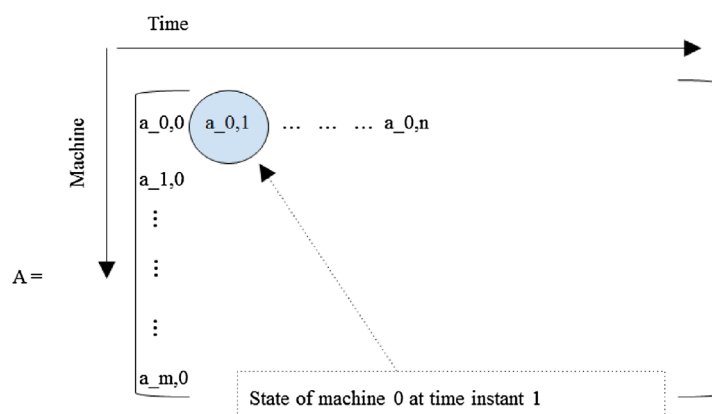 Time
Machine
a_0,0 a_0,1 ... ... ... a_0,n
a_1,0
⋮
⋮
A =
⋮
a_m,0
State of machine 0 at time instant 1